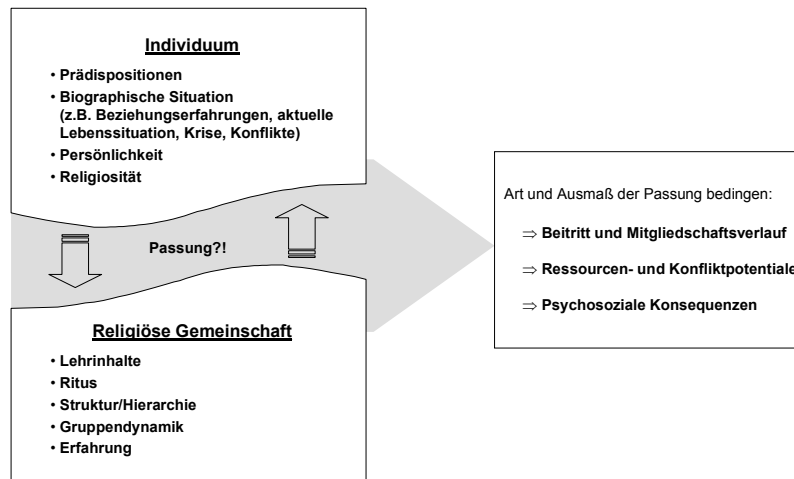 Individuum
• Prädispositionen
• Biographische Situation
(z.B. Beziehungserfahrungen, aktuelle
Lebenssituation, Krise, Konflikte)
• Persönlichkeit
• Religiosität
Passung?!
Religiöse Gemeinschaft
• Lehrinhalte
• Ritus
• Struktur/Hierarchie
• Gruppendynamik
• Erfahrung
Art und Ausmaß der Passung bedingen:
⇒ Beitritt und Mitgliedschaftsverlauf
⇒ Ressourcen- und Konfliktpotentiale
⇒ Psychosoziale Konsequenzen